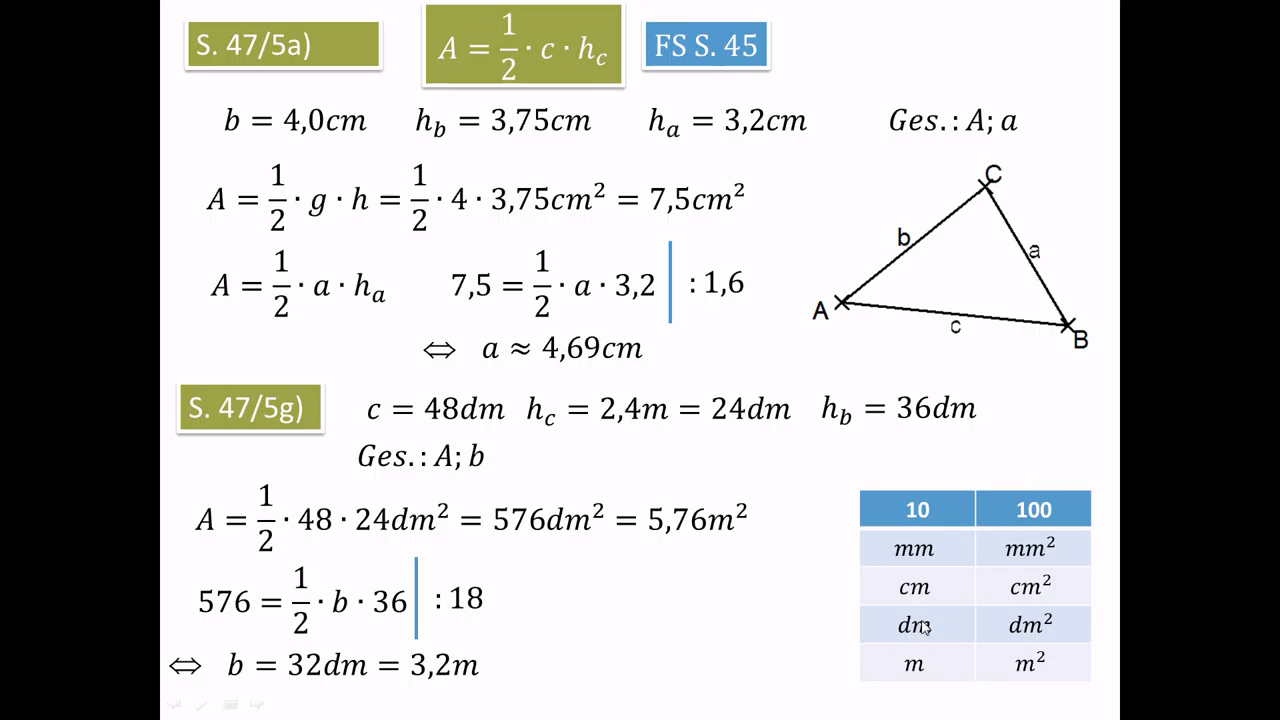 S. 47/5a)
A = 1/2 · c · h_c
FS S. 45
b = 4,0cm h_b = 3,75cm h_a = 3,2cm Ges.: A; a
A = 1/2 · g · h = 1/2 · 4 · 3,75cm² = 7,5cm²
A = 1/2 · a · h_a 7,5 = 1/2 · a · 3,2 | : 1,6
⇔ a ≈ 4,69cm
C
b
a
A
c
B
S. 47/5g)
c = 48dm h_c = 2,4m = 24dm h_b = 36dm
Ges.: A; b
A = 1/2 · 48 · 24dm² = 576dm² = 5,76m²
576 = 1/2 · b · 36 | : 18
⇔ b = 32dm = 3,2m
10 100
mm mm²
cm cm²
dm dm²
m m²